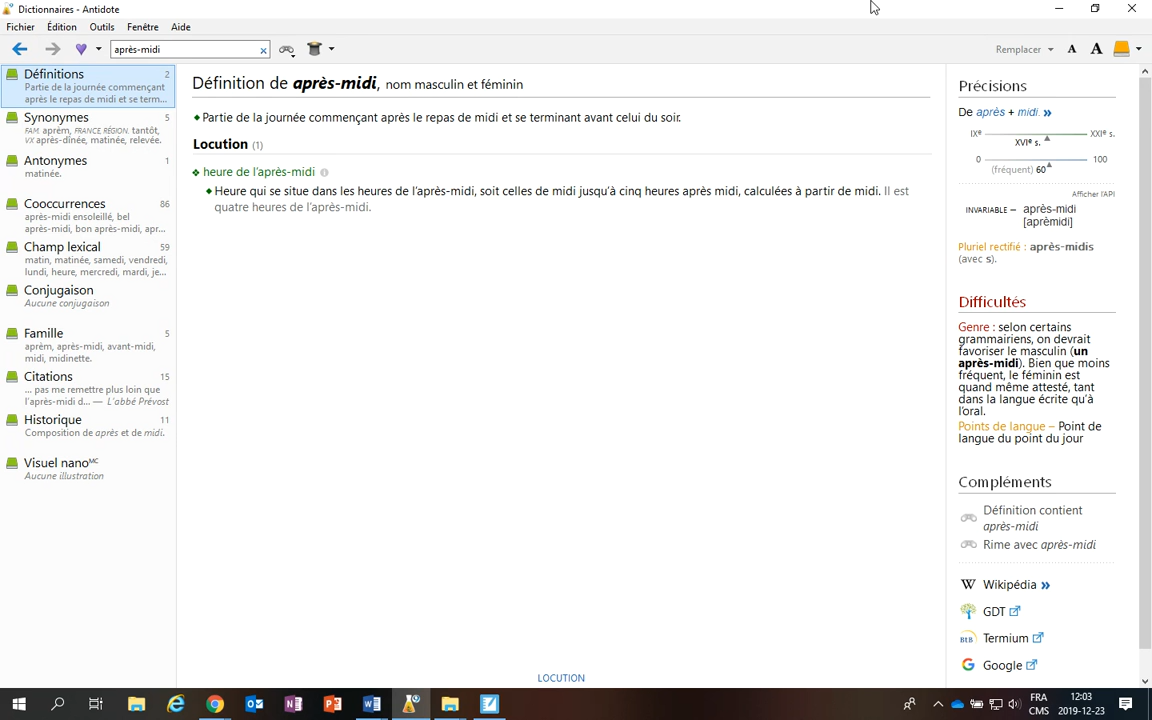 Dictionnaires - Antidote
Fichier Édition Outils Fenêtre Aide
après-midi
Remplacer A A
Définitions 2
Partie de la journée commençant
après le repas de midi et se term...
Synonymes 5
FAM. aprèm, FRANCE RÉGION. tantôt,
VX après-dînée, matinée, relevée.
Antonymes 1
matinée.
Cooccurrences 86
après-midi ensoleillé, bel
après-midi, bon après-midi, apr...
Champ lexical 59
matin, matinée, samedi, vendredi,
lundi, heure, mercredi, mardi, je...
Conjugaison
Aucune conjugaison
Famille 5
aprèm, après-midi, avant-midi,
midi, midinette.
Citations 15
... pas me remettre plus loin que
l'après-midi d... — L'abbé Prévost
Historique 11
Composition de après et de midi.
Visuel nanoMC
Aucune illustration
Définition de après-midi, nom masculin et féminin
Partie de la journée commençant après le repas de midi et se terminant avant celui du soir.
Locution (1)
heure de l'après-midi
Heure qui se situe dans les heures de l'après-midi, soit celles de midi jusqu'à cinq heures après midi, calculées à partir de midi. Il est
quatre heures de l'après-midi.
LOCUTION
Précisions
De après + midi. »
IXe XXIe s.
XVIe s.
0 100
(fréquent) 60
Afficher l'API
INVARIABLE – après-midi
[aprèmidi]
Pluriel rectifié : après-midis
(avec s).
Difficultés
Genre : selon certains
grammairiens, on devrait
favoriser le masculin (un
après-midi). Bien que moins
fréquent, le féminin est
quand même attesté, tant
dans la langue écrite qu'à
l'oral.
Points de langue – Point de
langue du point du jour
Compléments
Définition contient
après-midi
Rime avec après-midi
W Wikipédia »
GDT
BtB Termium
G Google
FRA
CMS
12:03
2019-12-23